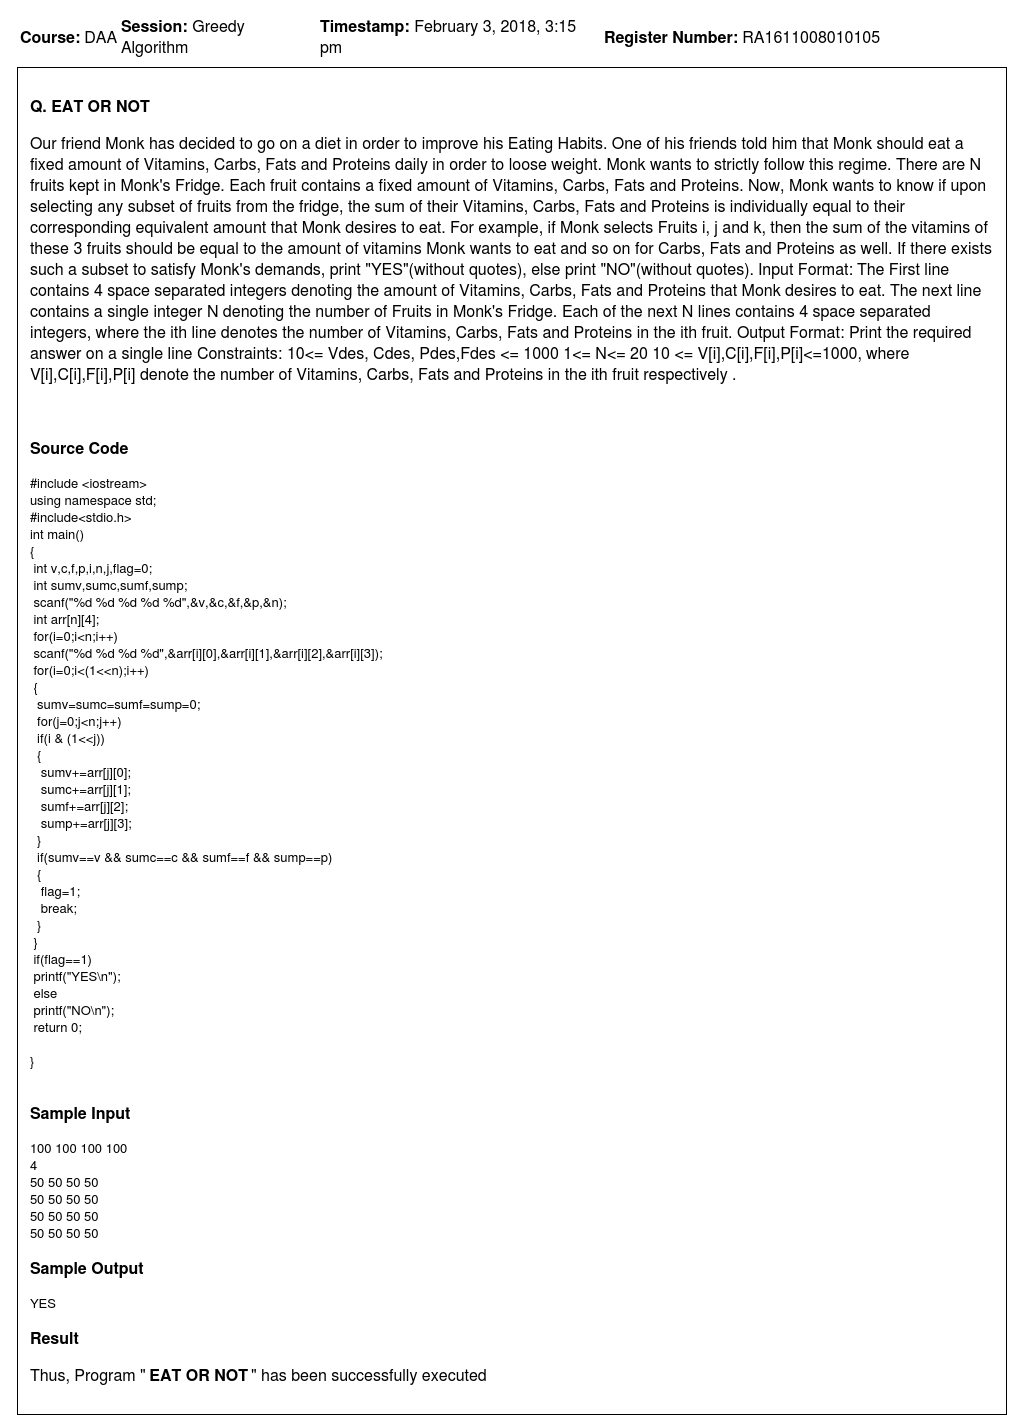 Course: DAA Session: Greedy Algorithm Timestamp: February 3, 2018, 3:15 pm Register Number: RA1611008010105
Q. EAT OR NOT
Our friend Monk has decided to go on a diet in order to improve his Eating Habits. One of his friends told him that Monk should eat a
fixed amount of Vitamins, Carbs, Fats and Proteins daily in order to loose weight. Monk wants to strictly follow this regime. There are N
fruits kept in Monk's Fridge. Each fruit contains a fixed amount of Vitamins, Carbs, Fats and Proteins. Now, Monk wants to know if upon
selecting any subset of fruits from the fridge, the sum of their Vitamins, Carbs, Fats and Proteins is individually equal to their
corresponding equivalent amount that Monk desires to eat. For example, if Monk selects Fruits i, j and k, then the sum of the vitamins of
these 3 fruits should be equal to the amount of vitamins Monk wants to eat and so on for Carbs, Fats and Proteins as well. If there exists
such a subset to satisfy Monk's demands, print "YES"(without quotes), else print "NO"(without quotes). Input Format: The First line
contains 4 space separated integers denoting the amount of Vitamins, Carbs, Fats and Proteins that Monk desires to eat. The next line
contains a single integer N denoting the number of Fruits in Monk's Fridge. Each of the next N lines contains 4 space separated
integers, where the ith line denotes the number of Vitamins, Carbs, Fats and Proteins in the ith fruit. Output Format: Print the required
answer on a single line Constraints: 10<= Vdes, Cdes, Pdes,Fdes <= 1000 1<= N<= 20 10 <= V[i],C[i],F[i],P[i]<=1000, where
V[i],C[i],F[i],P[i] denote the number of Vitamins, Carbs, Fats and Proteins in the ith fruit respectively .
Source Code
#include <iostream>
using namespace std;
#include<stdio.h>
int main()
{
int v,c,f,p,i,n,j,flag=0;
int sumv,sumc,sumf,sump;
scanf("%d %d %d %d %d",&v,&c,&f,&p,&n);
int arr[n][4];
for(i=0;i<n;i++)
scanf("%d %d %d %d",&arr[i][0],&arr[i][1],&arr[i][2],&arr[i][3]);
for(i=0;i<(1<<n);i++)
{
sumv=sumc=sumf=sump=0;
for(j=0;j<n;j++)
if(i & (1<<j))
{
sumv+=arr[j][0];
sumc+=arr[j][1];
sumf+=arr[j][2];
sump+=arr[j][3];
}
if(sumv==v && sumc==c && sumf==f && sump==p)
{
flag=1;
break;
}
}
if(flag==1)
printf("YES\n");
else
printf("NO\n");
return 0;
}
Sample Input
100 100 100 100
4
50 50 50 50
50 50 50 50
50 50 50 50
50 50 50 50
Sample Output
YES
Result
Thus, Program " EAT OR NOT " has been successfully executed